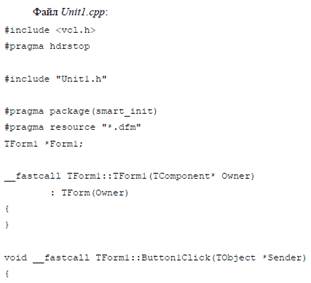 Файл Unit1.cpp:
#include <vcl.h>
#pragma hdrstop
#include "Unit1.h"
#pragma package(smart_init)
#pragma resource "*.dfm"
TForm1 *Form1;
__fastcall TForm1::TForm1(TComponent* Owner)
: TForm(Owner)
{
}
void __fastcall TForm1::Button1Click(TObject *Sender)
{